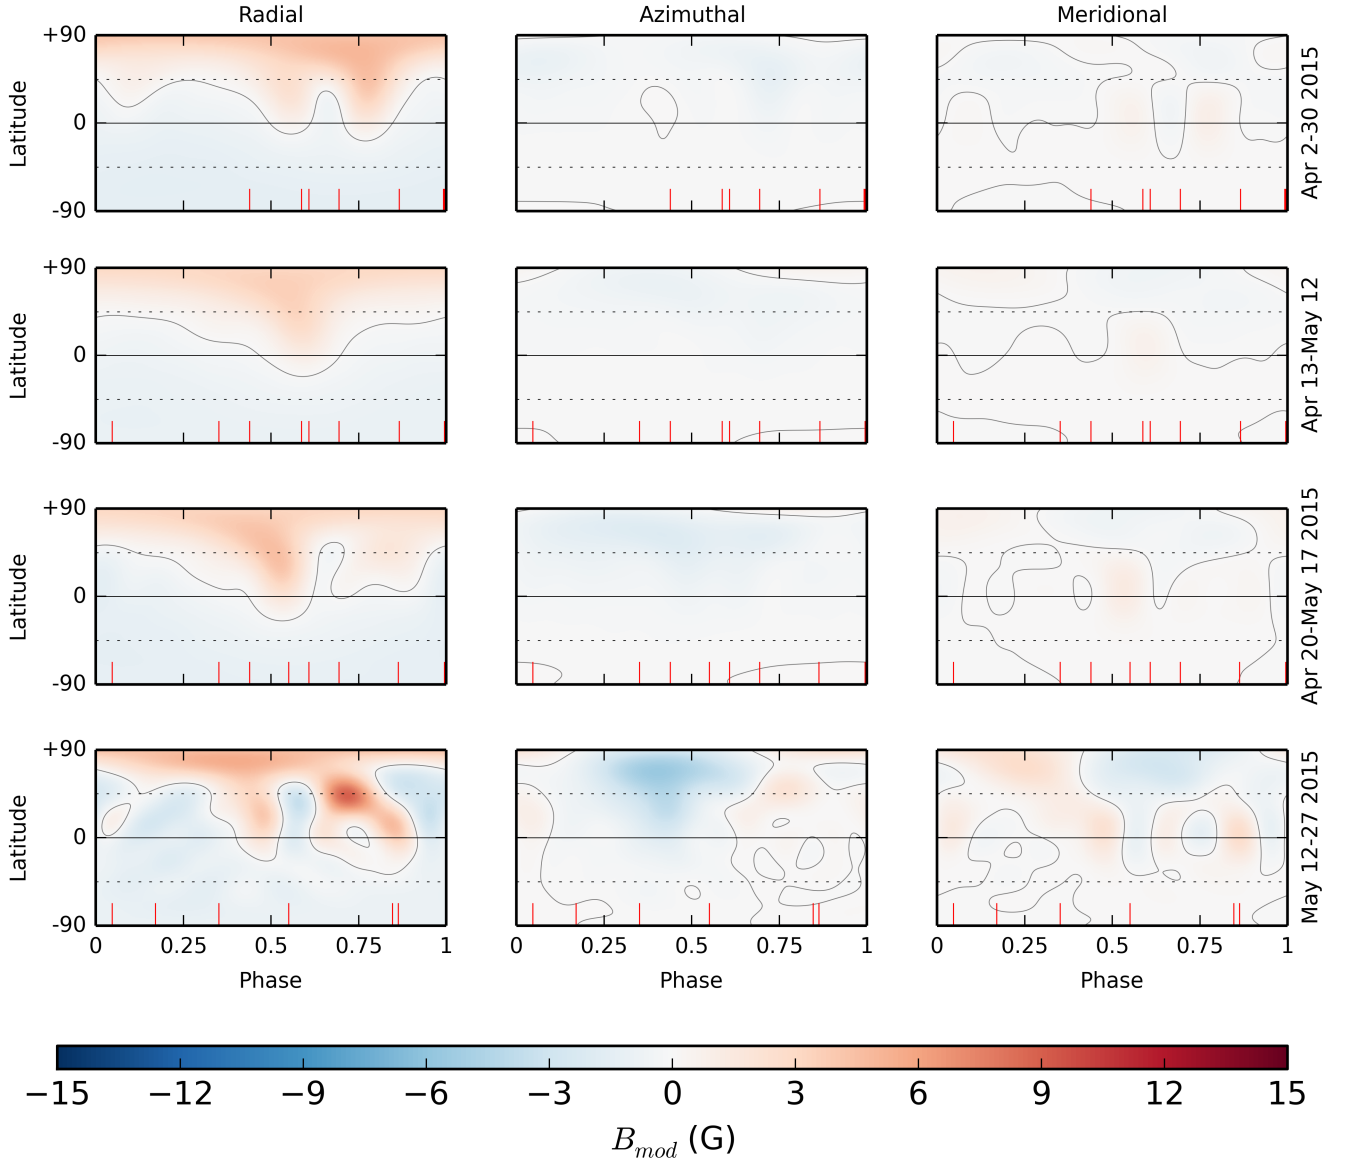 Radial Azimuthal Meridional
+90
Latitude
0
-90
Apr 2-30 2015
+90
Latitude
0
-90
Apr 13-May 12
+90
Latitude
0
-90
Apr 20-May 17 2015
+90
Latitude
0
-90
May 12-27 2015
0 0.25 0.5 0.75 1 0 0.25 0.5 0.75 1 0 0.25 0.5 0.75 1
Phase Phase Phase
−15 −12 −9 −6 −3 0 3 6 9 12 15
B_mod (G)